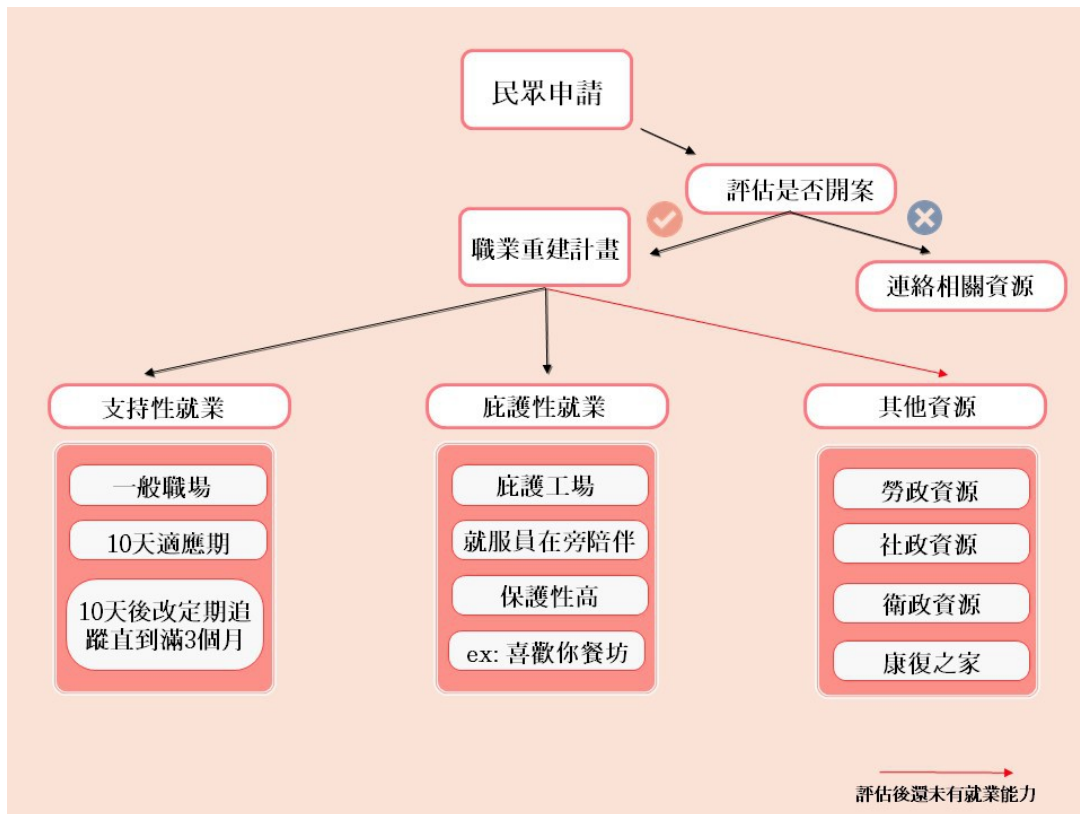 民眾申請
評估是否開案
職業重建計畫
連絡相關資源
支持性就業
一般職場
10天適應期
10天後改定期追
蹤直到滿3個月
庇護性就業
庇護工場
就服員在旁陪伴
保護性高
ex: 喜歡你餐坊
其他資源
勞政資源
社政資源
衛政資源
康復之家
評估後還未有就業能力